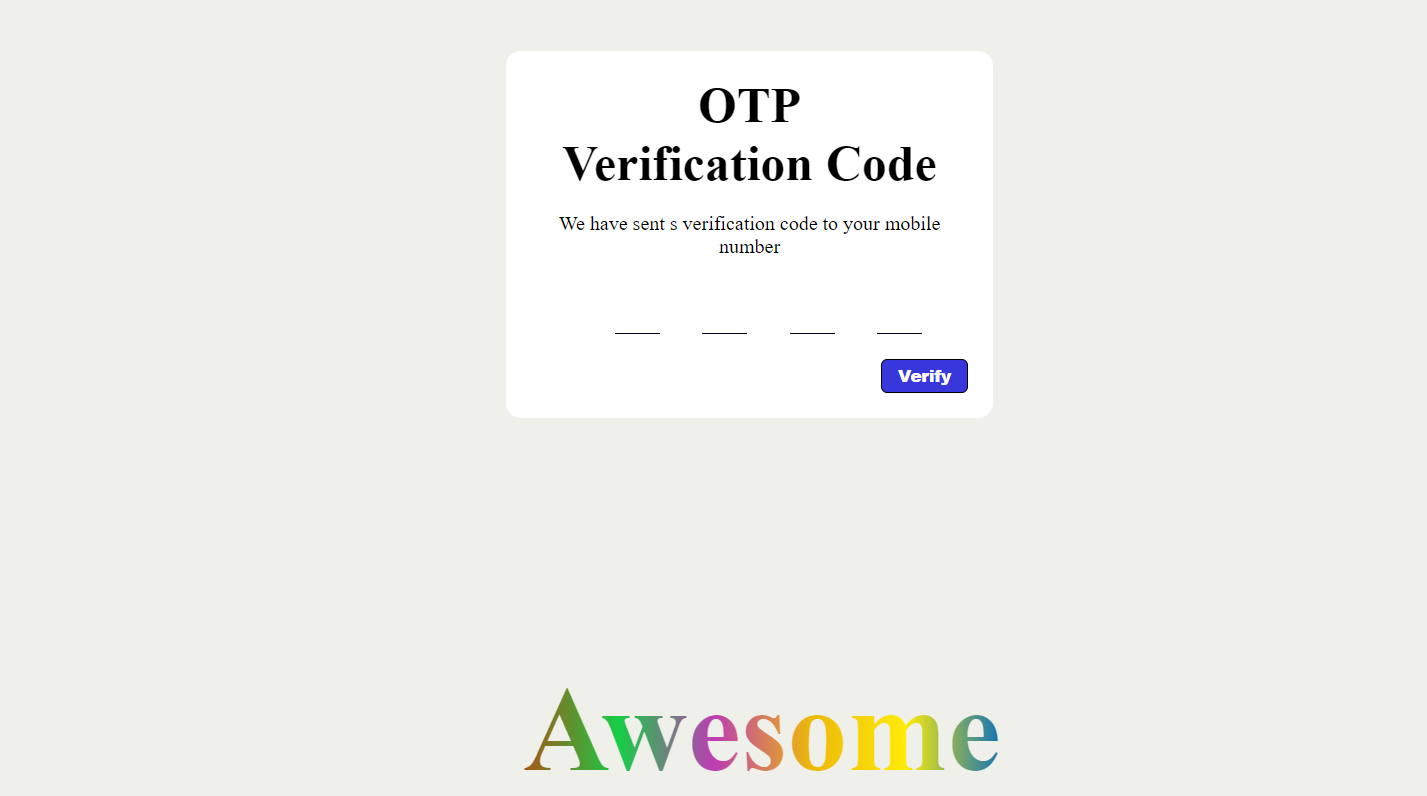 OTP
Verification Code
We have sent s verification code to your mobile
number
Verify
Awesome